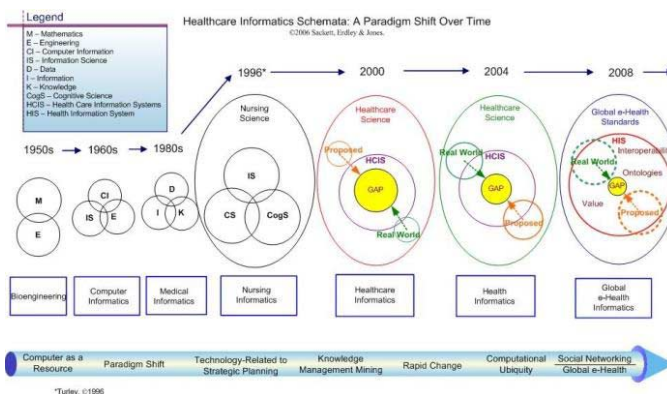 Legend
M – Mathematics
E – Engineering
CI – Computer Information
IS – Information Science
D – Data
I – Information
K – Knowledge
CogS – Cognitive Science
HCIS – Health Care Information Systems
HIS – Health Information System
Healthcare Informatics Schemata: A Paradigm Shift Over Time
©2006 Sackett, Erdley & Jones.
1950s
1960s
1980s
1996*
2000
2004
2008
M
E
CI
IS
E
D
I
K
Nursing
Science
IS
CS
CogS
Healthcare
Science
Proposed
HCIS
GAP
Real World
Healthcare
Science
Real World
HCIS
GAP
Proposed
Global e-Health
Standards
HIS
Interoperability
Real World
Ontologies
GAP
Value
Proposed
Bioengineering
Computer
Informatics
Medical
Informatics
Nursing
Informatics
Healthcare
Informatics
Health
Informatics
Global
e-Health
Informatics
Computer as a
Resource
Paradigm Shift
Technology-Related to
Strategic Planning
Knowledge
Management Mining
Rapid Change
Computational
Ubiquity
Social Networking
Global e-Health
*Turley, ©1996